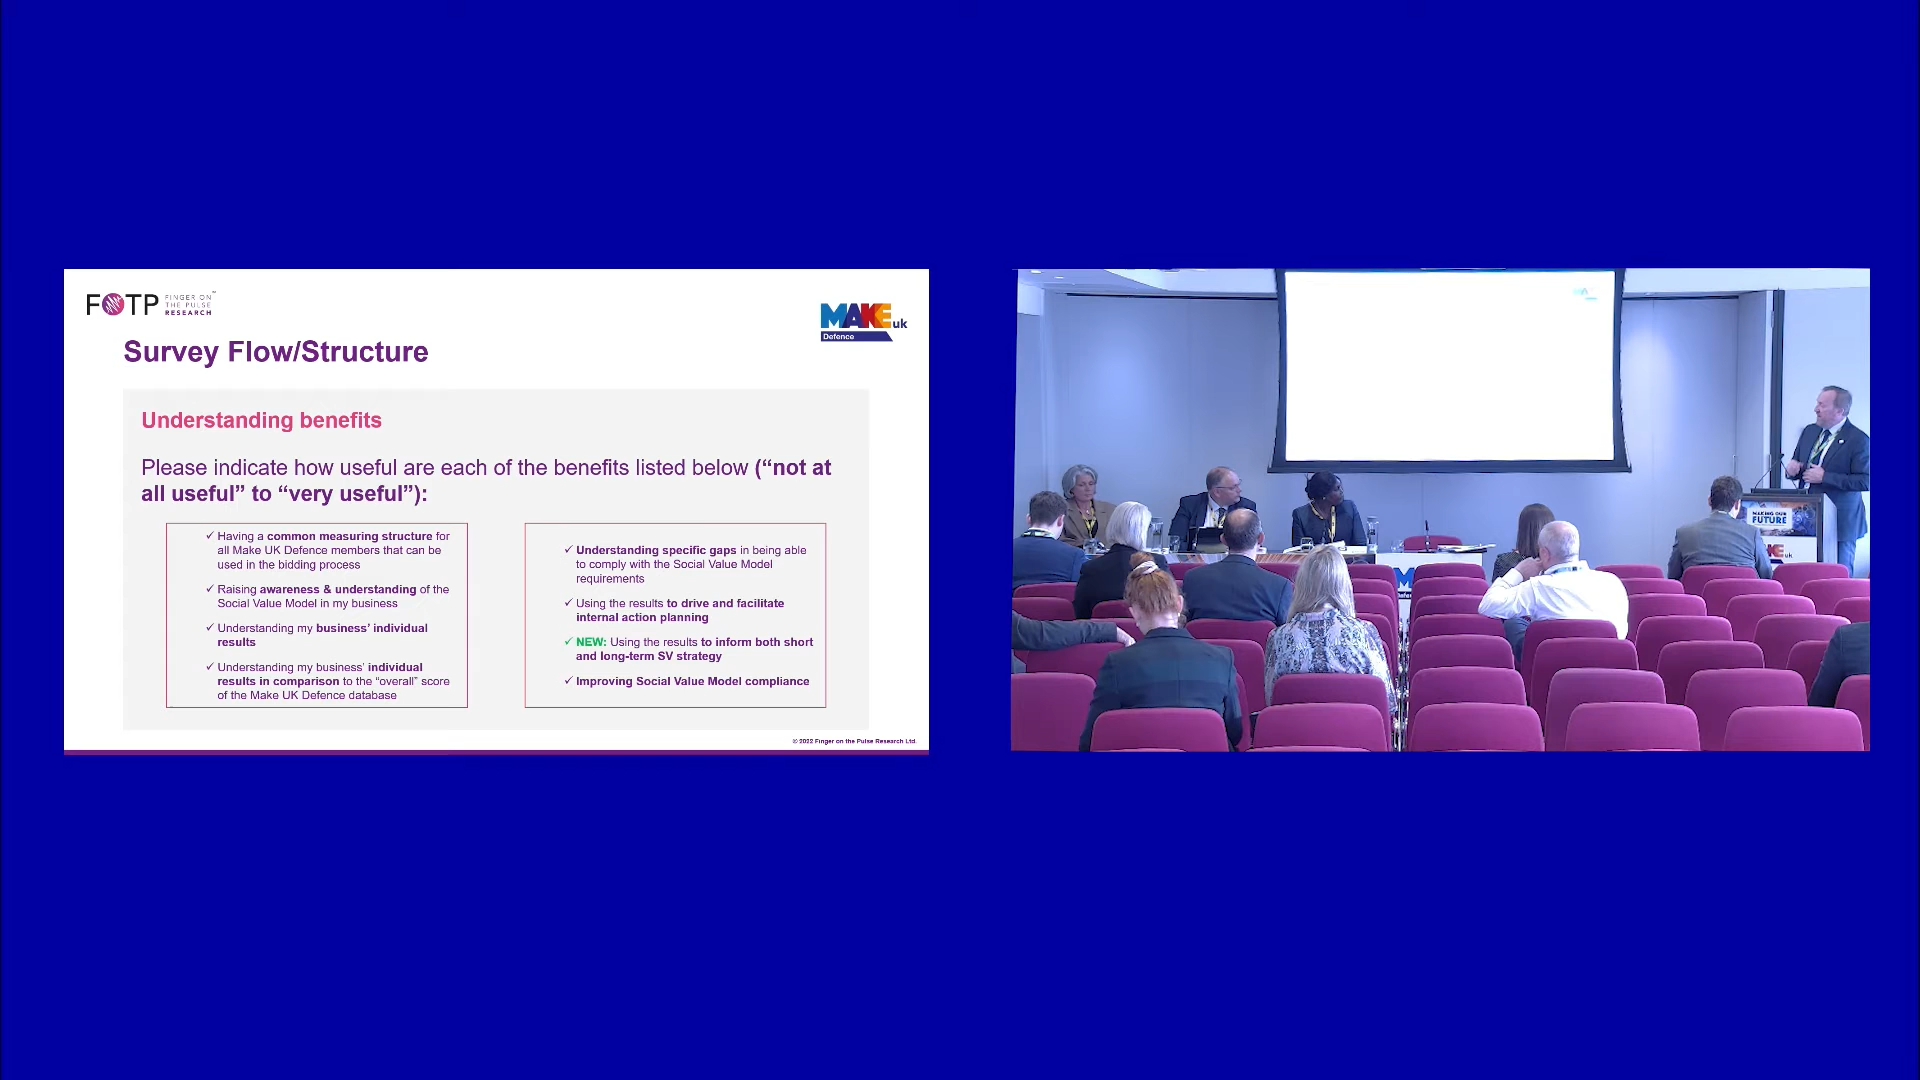 FOTP FINGER ON
THE PULSE
RESEARCH
MAKE uk
Defence
Survey Flow/Structure
Understanding benefits
Please indicate how useful are each of the benefits listed below (“not at
all useful” to “very useful”):
✓ Having a common measuring structure for
all Make UK Defence members that can be
used in the bidding process
✓ Raising awareness & understanding of the
Social Value Model in my business
✓ Understanding my business’ individual
results
✓ Understanding my business’ individual
results in comparison to the “overall” score
of the Make UK Defence database
✓ Understanding specific gaps in being able
to comply with the Social Value Model
requirements
✓ Using the results to drive and facilitate
internal action planning
✓ NEW: Using the results to inform both short
and long-term SV strategy
✓ Improving Social Value Model compliance
© 2022 Finger on the Pulse Research Ltd.
MAKING OUR
FUTURE